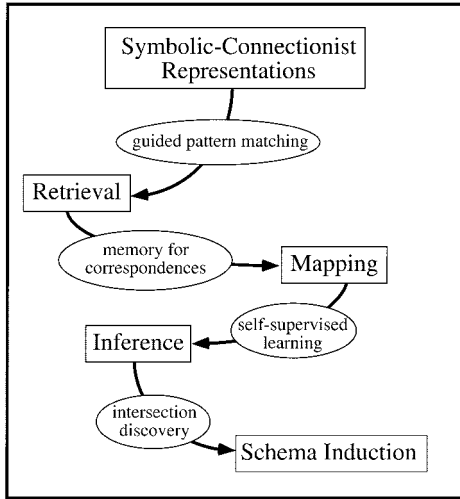 Symbolic-Connectionist
Representations
guided pattern matching
Retrieval
memory for
correspondences
Mapping
self-supervised
learning
Inference
intersection
discovery
Schema Induction